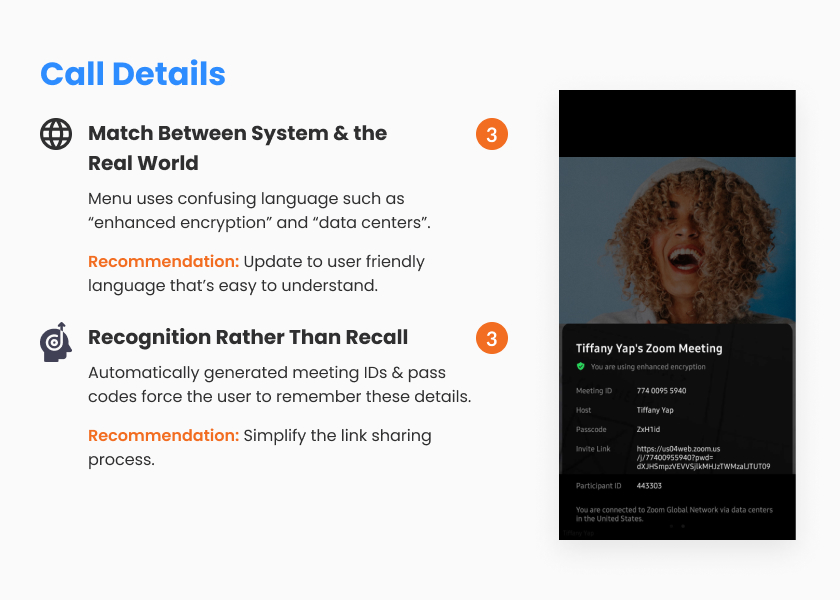 Call Details
Match Between System & the
Real World
3
Menu uses confusing language such as
“enhanced encryption” and “data centers”.
Recommendation: Update to user friendly
language that’s easy to understand.
Recognition Rather Than Recall
3
Automatically generated meeting IDs & pass
codes force the user to remember these details.
Recommendation: Simplify the link sharing
process.
Tiffany Yap's Zoom Meeting
You are using enhanced encryption
Meeting ID 774 0095 5940
Host Tiffany Yap
Passcode ZxH1id
Invite Link https://us04web.zoom.us
/j/77400955940?pwd=
dXJHSmpzVEVVSjlkMHJzTWMzalJTUT09
Participant ID 443303
You are connected to Zoom Global Network via data centers
in the United States.
Tiffany Yap